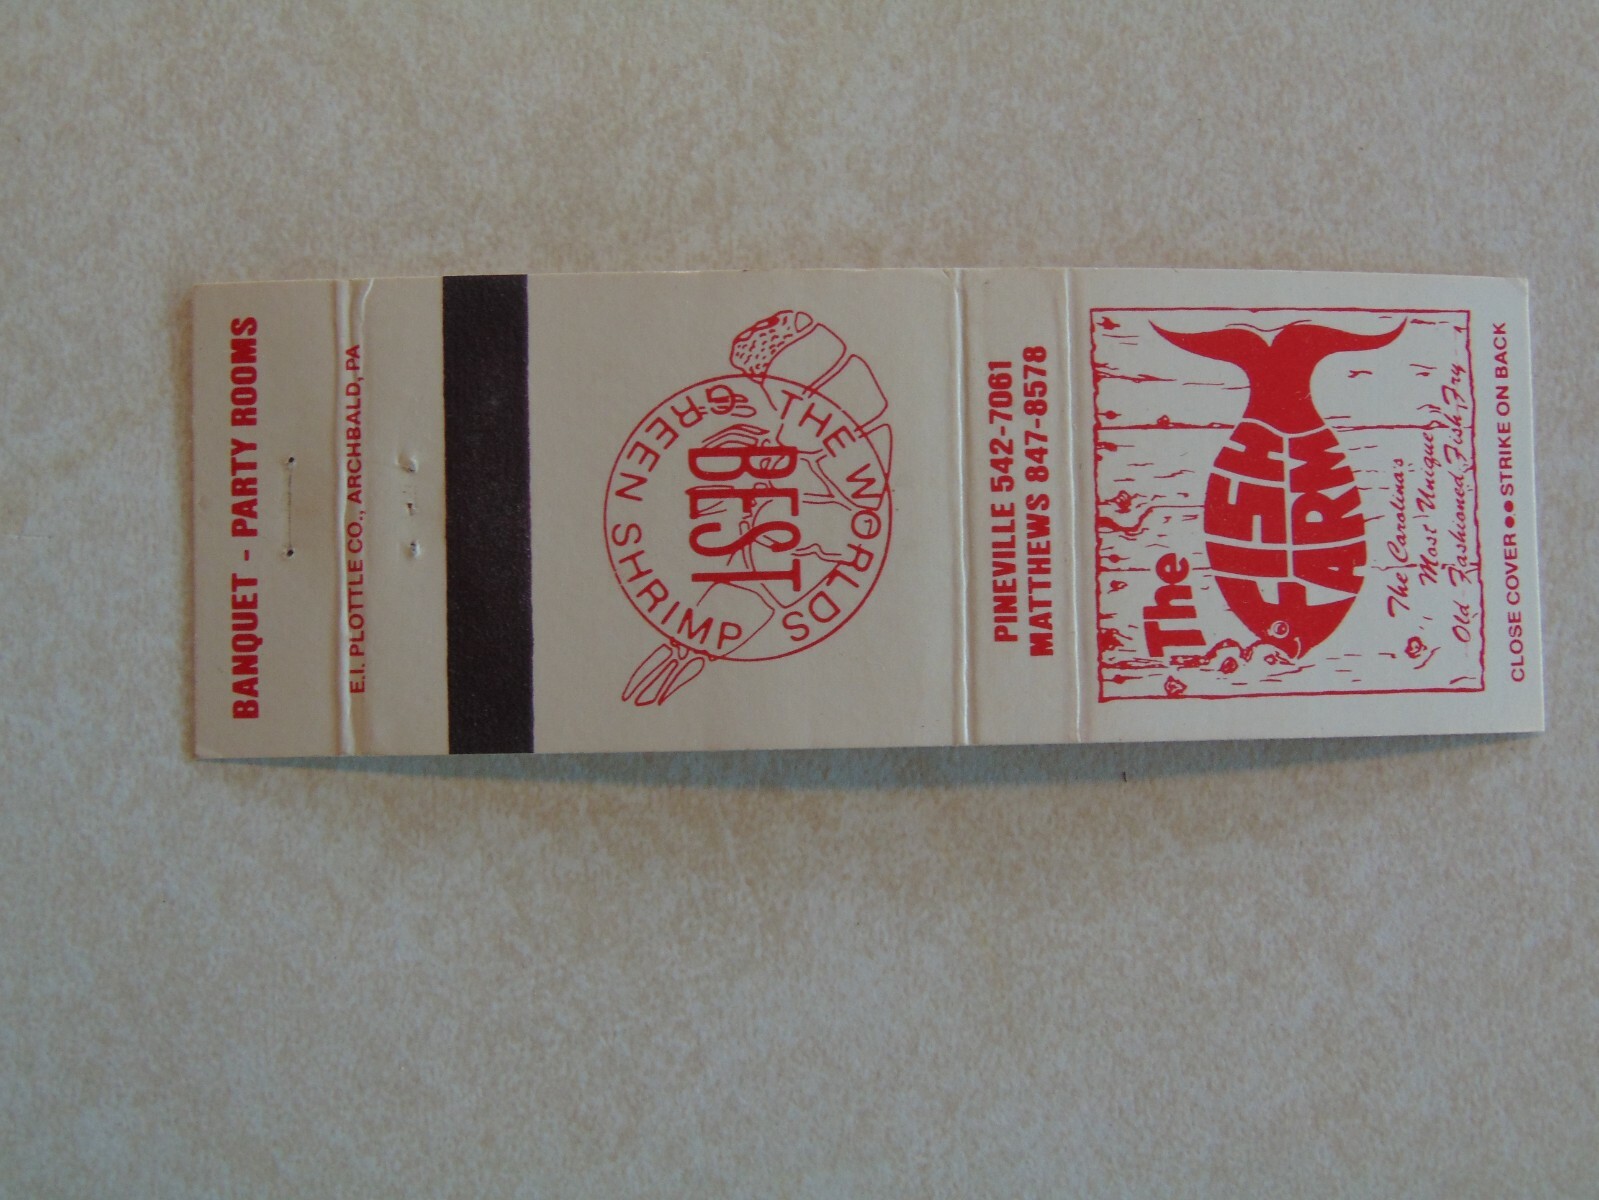 BANQUET - PARTY ROOMS
E.I. PLOTTLE CO., ARCHBALD, PA
THE WORLDS
BEST
BEST
GREEN SHRIMP
PINEVILLE 542-7061
MATTHEWS 847-8578
The
FISH
FARM
The Carolina's
Most Unique
Old-Fashioned Fish Fry
CLOSE COVER●●STRIKE ON BACK